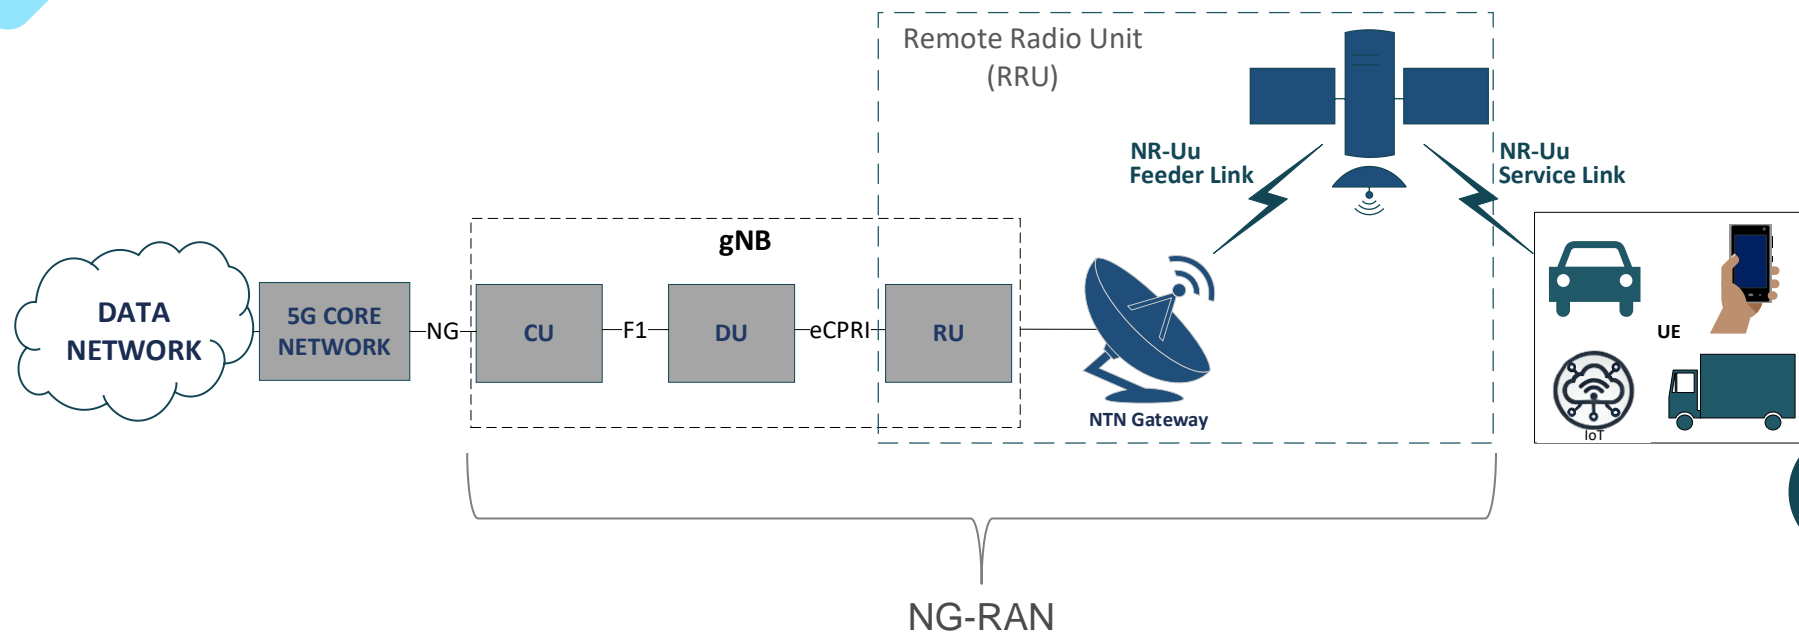 Remote Radio Unit
(RRU)
NR-Uu
Feeder Link
NR-Uu
Service Link
gNB
DATA
NETWORK
5G CORE
NETWORK
NG
CU
F1
DU
eCPRI
RU
NTN Gateway
UE
IoT
NG-RAN